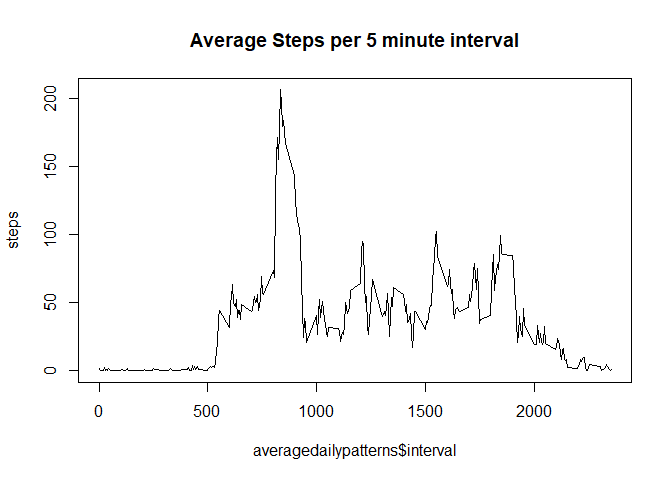 Average Steps per 5 minute interval
steps
200
150
100
50
0
0 500 1000 1500 2000
averagedailypatterns$interval